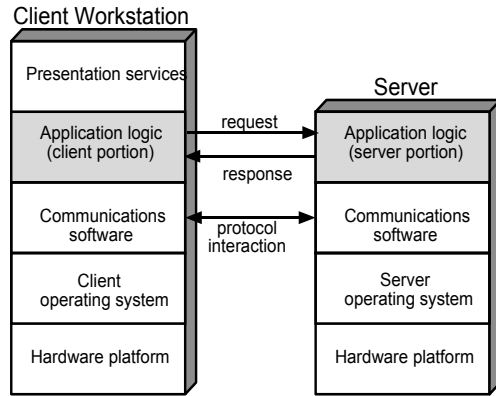 Client Workstation
Presentation services
Application logic
(client portion)
Communications
software
Client
operating system
Hardware platform
request
response
protocol
interaction
Server
Application logic
(server portion)
Communications
software
Server
operating system
Hardware platform